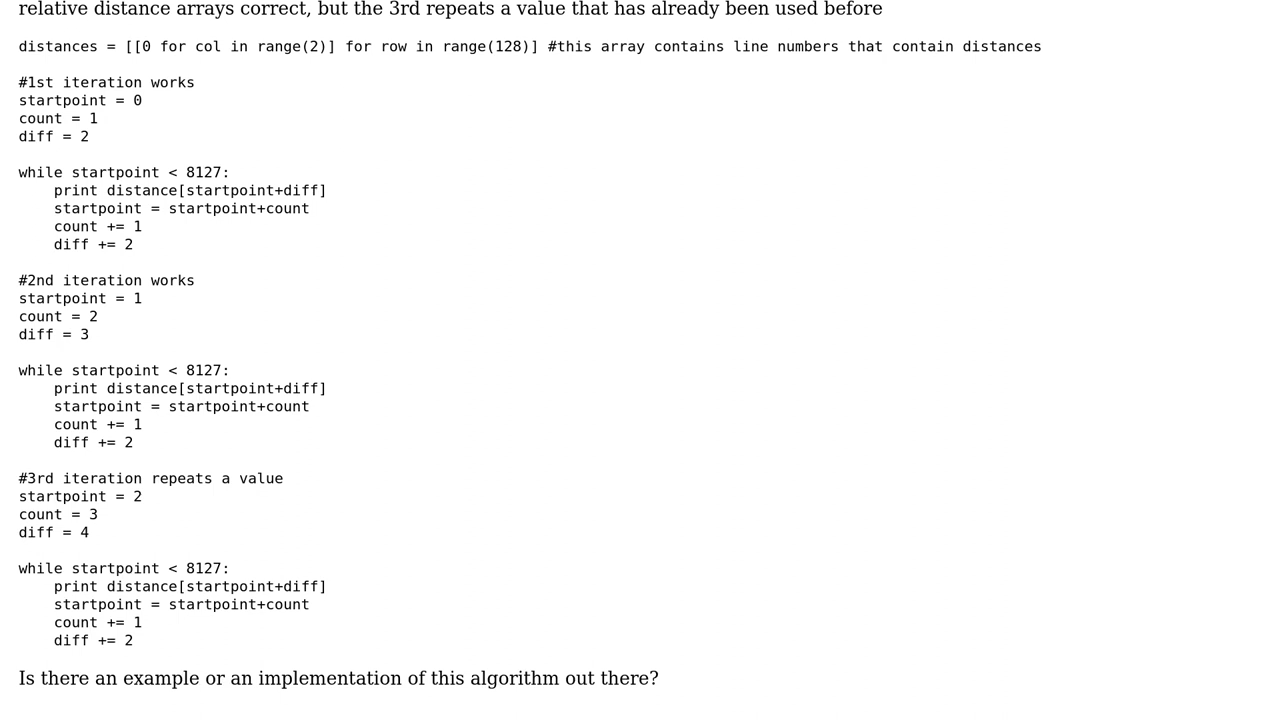 relative distance arrays correct, but the 3rd repeats a value that has already been used before
distances = [[0 for col in range(2)] for row in range(128)] #this array contains line numbers that contain distances
#1st iteration works
startpoint = 0
count = 1
diff = 2
while startpoint < 8127:
    print distance[startpoint+diff]
    startpoint = startpoint+count
    count += 1
    diff += 2
#2nd iteration works
startpoint = 1
count = 2
diff = 3
while startpoint < 8127:
    print distance[startpoint+diff]
    startpoint = startpoint+count
    count += 1
    diff += 2
#3rd iteration repeats a value
startpoint = 2
count = 3
diff = 4
while startpoint < 8127:
    print distance[startpoint+diff]
    startpoint = startpoint+count
    count += 1
    diff += 2
Is there an example or an implementation of this algorithm out there?